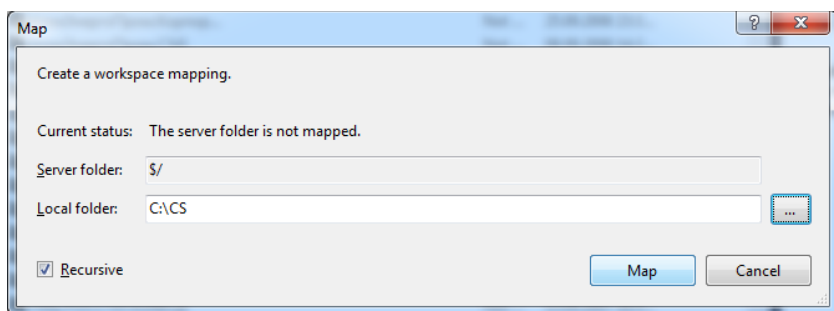 Map
Create a workspace mapping.
Current status: The server folder is not mapped.
Server folder: $/
Local folder: C:\CS
...
Recursive
Map Cancel